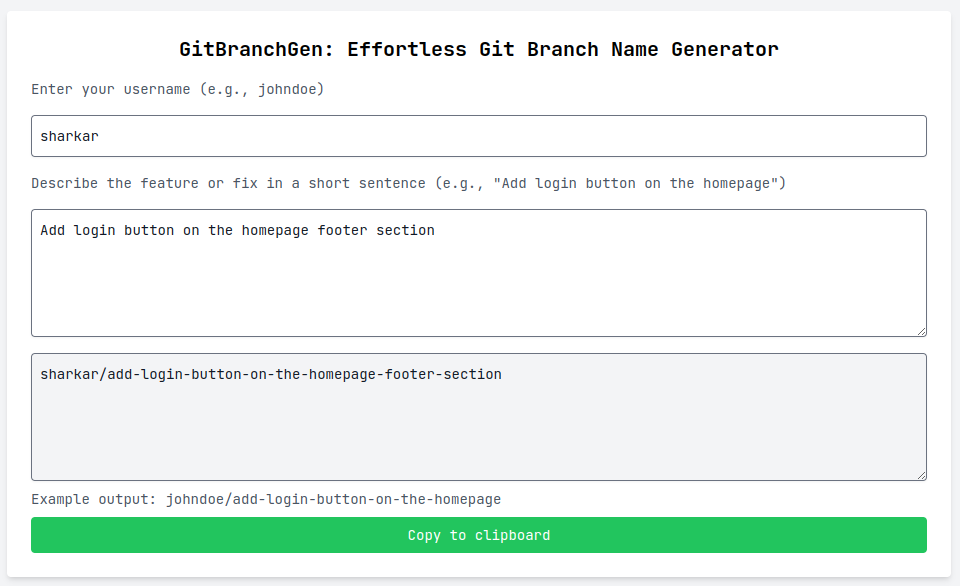 GitBranchGen: Effortless Git Branch Name Generator
Enter your username (e.g., johndoe)
sharkar
Describe the feature or fix in a short sentence (e.g., "Add login button on the homepage")
Add login button on the homepage footer section
sharkar/add-login-button-on-the-homepage-footer-section
Example output: johndoe/add-login-button-on-the-homepage
Copy to clipboard